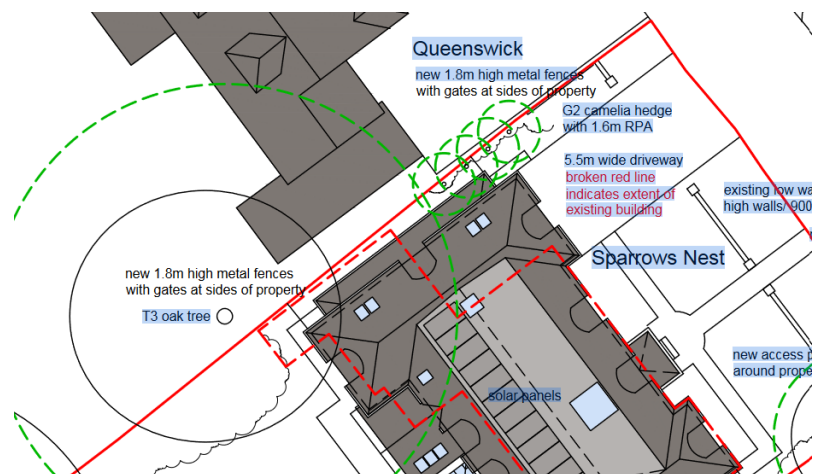 Queenswick
new 1.8m high metal fences
with gates at sides of property
G2 camelia hedge
with 1.6m RPA
5.5m wide driveway
broken red line
indicates extent of
existing building
existing low wa
high walls/ 900
Sparrows Nest
new 1.8m high metal fences
with gates at sides of property
T3 oak tree
new access p
around prope
solar panels